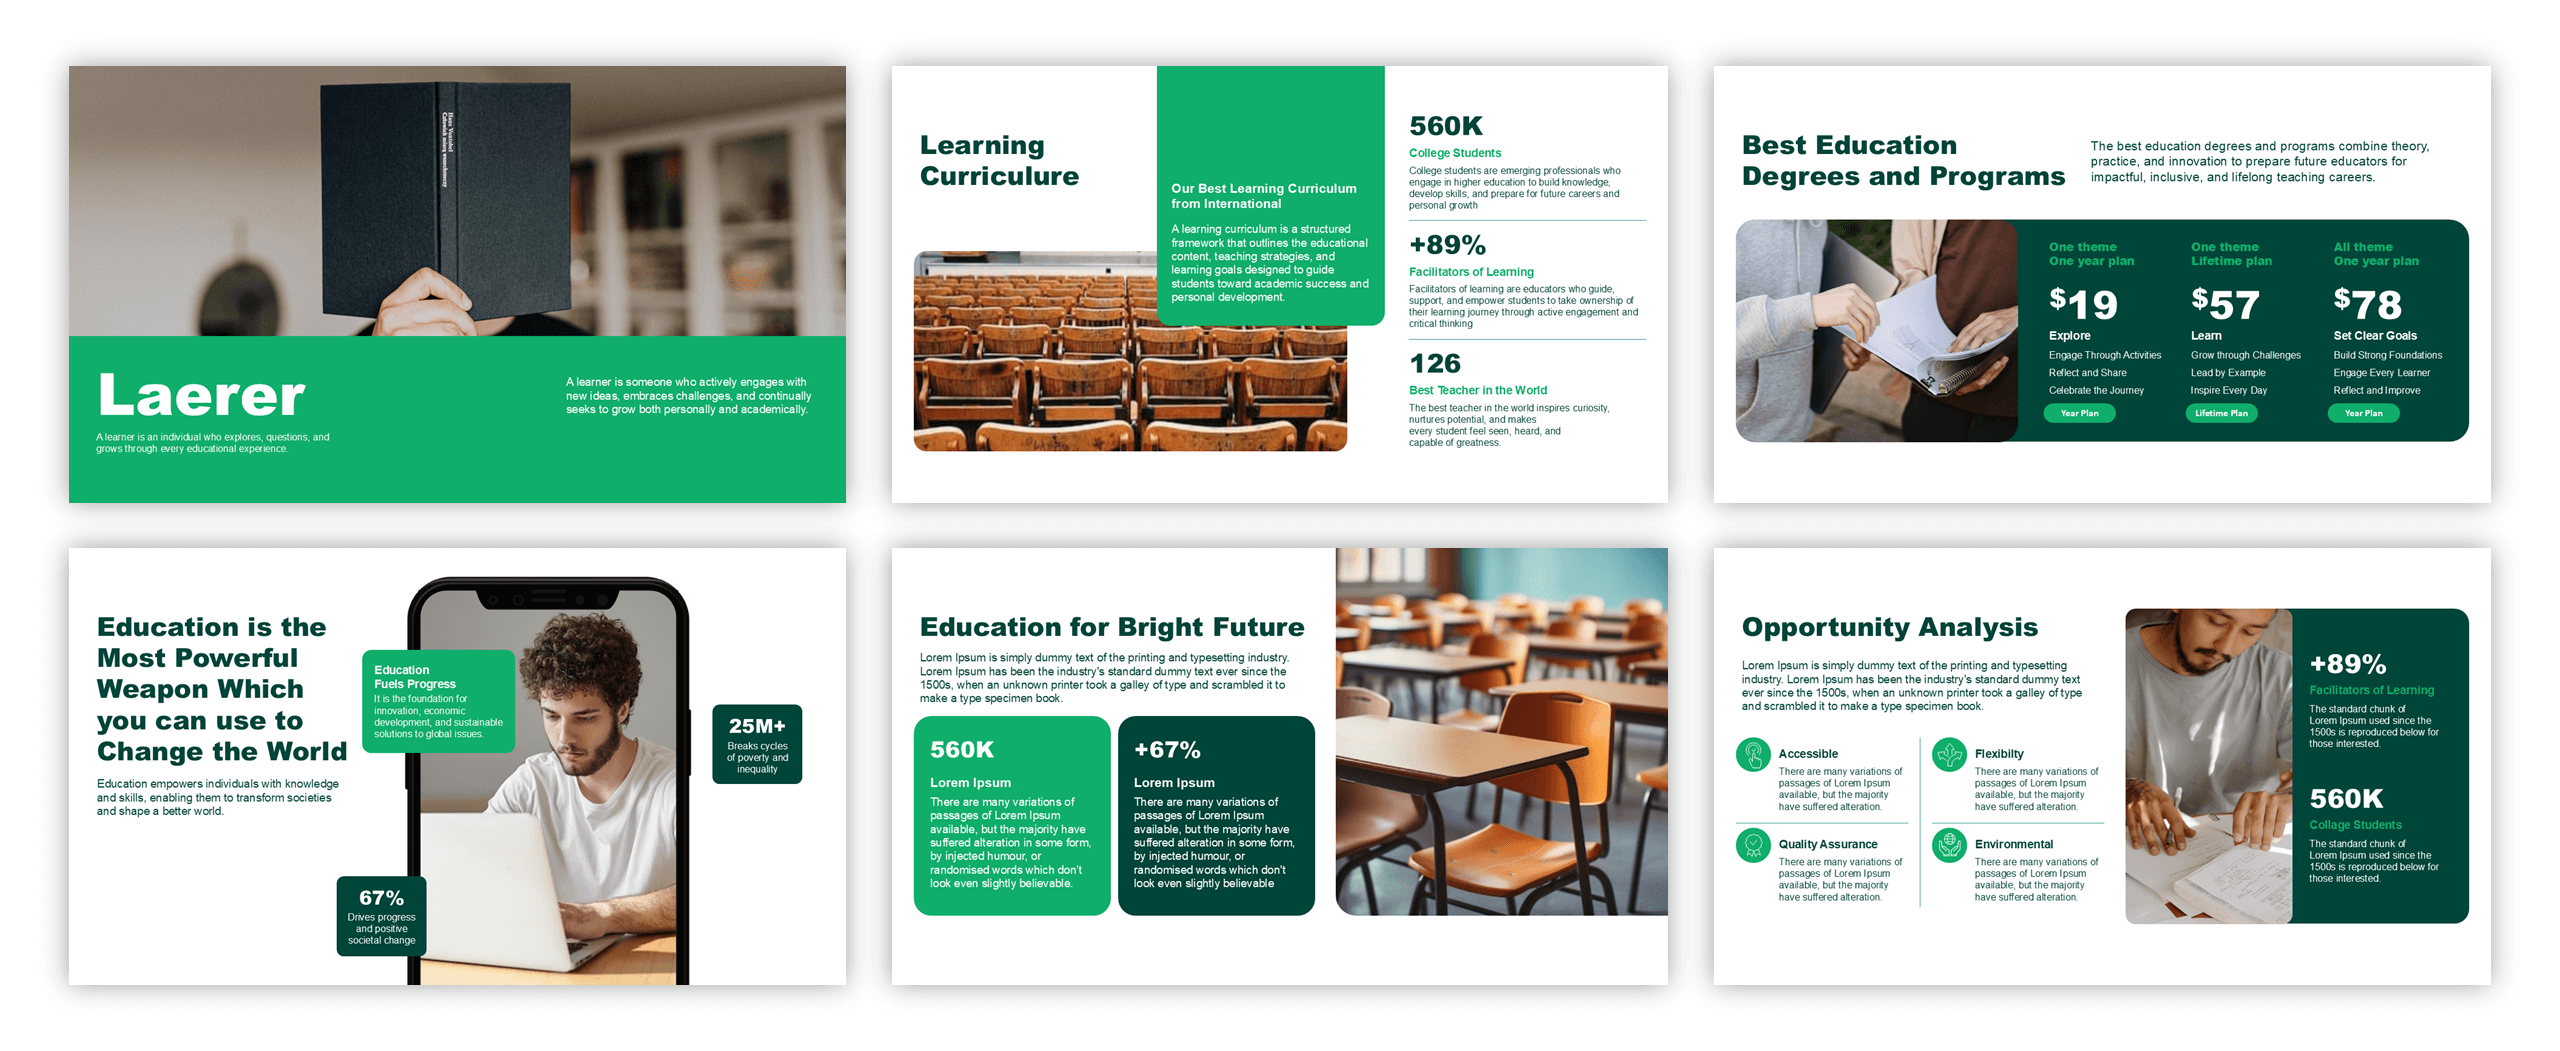 Laerer
A learner is an individual who explores, questions, and
grows through every educational experience.
A learner is someone who actively engages with
new ideas, embraces challenges, and continually
seeks to grow both personally and academically.
Learning
Curriculure
Our Best Learning Curriculum
from International
A learning curriculum is a structured
framework that outlines the educational
content, teaching strategies, and
learning goals designed to guide
students toward academic success and
personal development.
560K
College Students
College students are emerging professionals who
engage in higher education to build knowledge,
develop skills, and prepare for future careers and
personal growth
+89%
Facilitators of Learning
Facilitators of learning are educators who guide,
support, and empower students to take ownership of
their learning journey through active engagement and
critical thinking
126
Best Teacher in the World
The best teacher in the world inspires curiosity,
nurtures potential, and makes
every student feel seen, heard, and
capable of greatness.
Best Education
Degrees and Programs
The best education degrees and programs combine theory,
practice, and innovation to prepare future educators for
impactful, inclusive, and lifelong teaching careers.
One theme
One year plan
$19
Explore
Engage Through Activities
Reflect and Share
Celebrate the Journey
Year Plan
One theme
Lifetime plan
$57
Learn
Grow through Challenges
Lead by Example
Inspire Every Day
Lifetime Plan
All theme
One year plan
$78
Set Clear Goals
Build Strong Foundations
Engage Every Learner
Reflect and Improve
Year Plan
Education is the
Most Powerful
Weapon Which
you can use to
Change the World
Education empowers individuals with knowledge
and skills, enabling them to transform societies
and shape a better world.
Education
Fuels Progress
It is the foundation for
innovation, economic
development, and sustainable
solutions to global issues.
25M+
Breaks cycles
of poverty and
inequality
67%
Drives progress
and positive
societal change
Education for Bright Future
Lorem Ipsum is simply dummy text of the printing and typesetting industry.
Lorem Ipsum has been the industry's standard dummy text ever since the
1500s, when an unknown printer took a galley of type and scrambled it to
make a type specimen book.
560K
Lorem Ipsum
There are many variations of
passages of Lorem Ipsum
available, but the majority have
suffered alteration in some form,
by injected humour, or
randomised words which don't
look even slightly believable.
+67%
Lorem Ipsum
There are many variations of
passages of Lorem Ipsum
available, but the majority have
suffered alteration in some form,
by injected humour, or
randomised words which don't
look even slightly believable
Opportunity Analysis
Lorem Ipsum is simply dummy text of the printing and typesetting
industry. Lorem Ipsum has been the industry's standard dummy text
ever since the 1500s, when an unknown printer took a galley of type
and scrambled it to make a type specimen book.
Accessible
There are many variations of
passages of Lorem Ipsum
available, but the majority
have suffered alteration.
Flexibilty
There are many variations of
passages of Lorem Ipsum
available, but the majority
have suffered alteration.
Quality Assurance
There are many variations of
passages of Lorem Ipsum
available, but the majority
have suffered alteration.
Environmental
There are many variations of
passages of Lorem Ipsum
available, but the majority
have suffered alteration.
+89%
Facilitators of Learning
The standard chunk of
Lorem Ipsum used since the
1500s is reproduced below for
those interested.
560K
Collage Students
The standard chunk of
Lorem Ipsum used since the
1500s is reproduced below for
those interested.